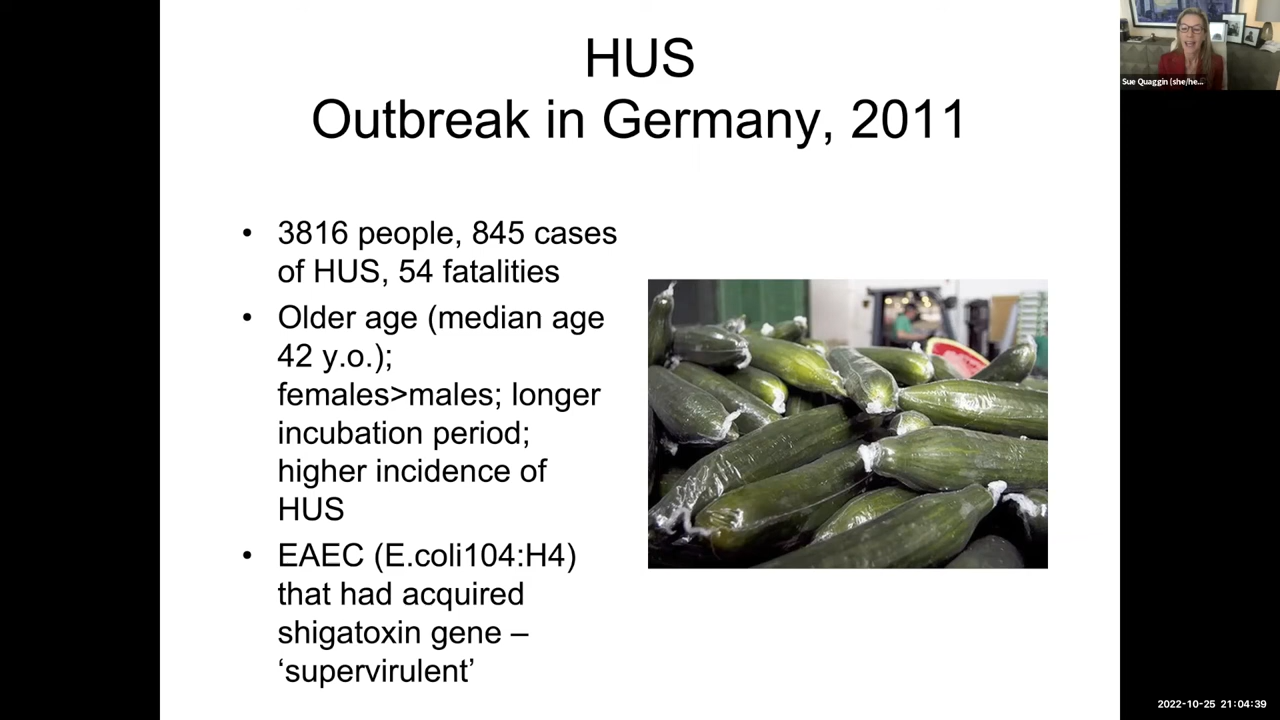 HUS
Outbreak in Germany, 2011
• 3816 people, 845 cases
of HUS, 54 fatalities
• Older age (median age
42 y.o.);
females>males; longer
incubation period;
higher incidence of
HUS
• EAEC (E.coli104:H4)
that had acquired
shigatoxin gene –
‘supervirulent’
Sue Quaggin (she/he...
2022-10-25 21:04:39